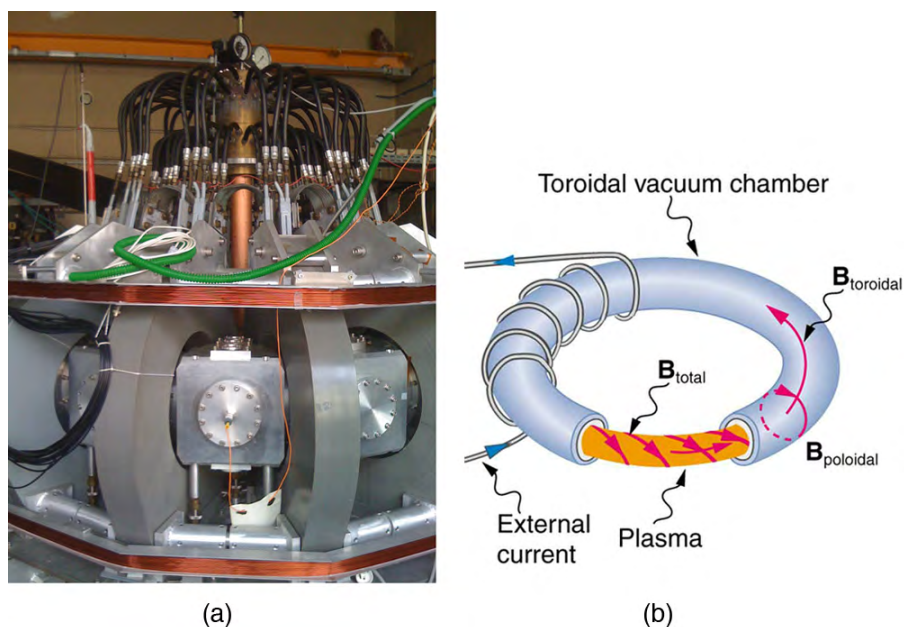 Toroidal vacuum chamber
B toroidal
B total
B poloidal
External
current
Plasma
(a)
(b)